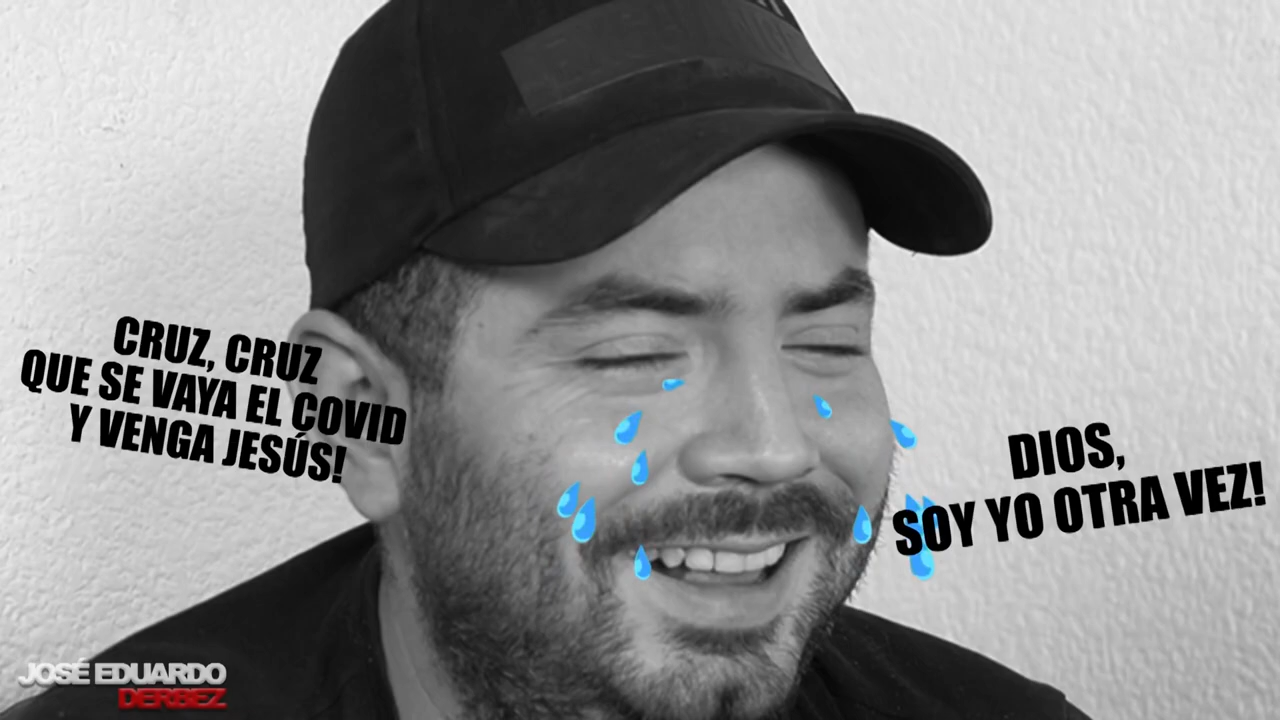 CRUZ, CRUZ
QUE SE VAYA EL COVID
Y VENGA JESÚS!
DIOS,
SOY YO OTRA VEZ!
JOSÉ EDUARDO
DERBEZ